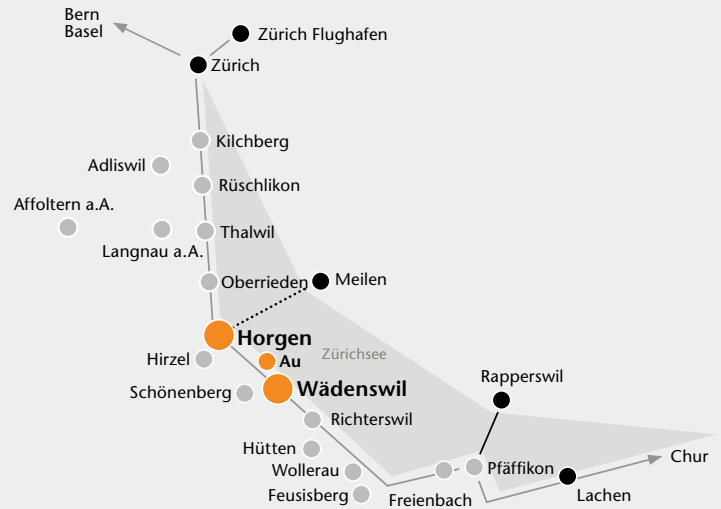 Bern
Basel
Zürich Flughafen
Zürich
Kilchberg
Adliswil
Rüschlikon
Affoltern a.A.
Thalwil
Langnau a.A.
Oberrieden
Meilen
Horgen
Zürichsee
Hirzel
Au
Rapperswil
Wädenswil
Schönenberg
Richterswil
Hütten
Chur
Wollerau
Pfäffikon
Feusisberg
Freienbach
Lachen